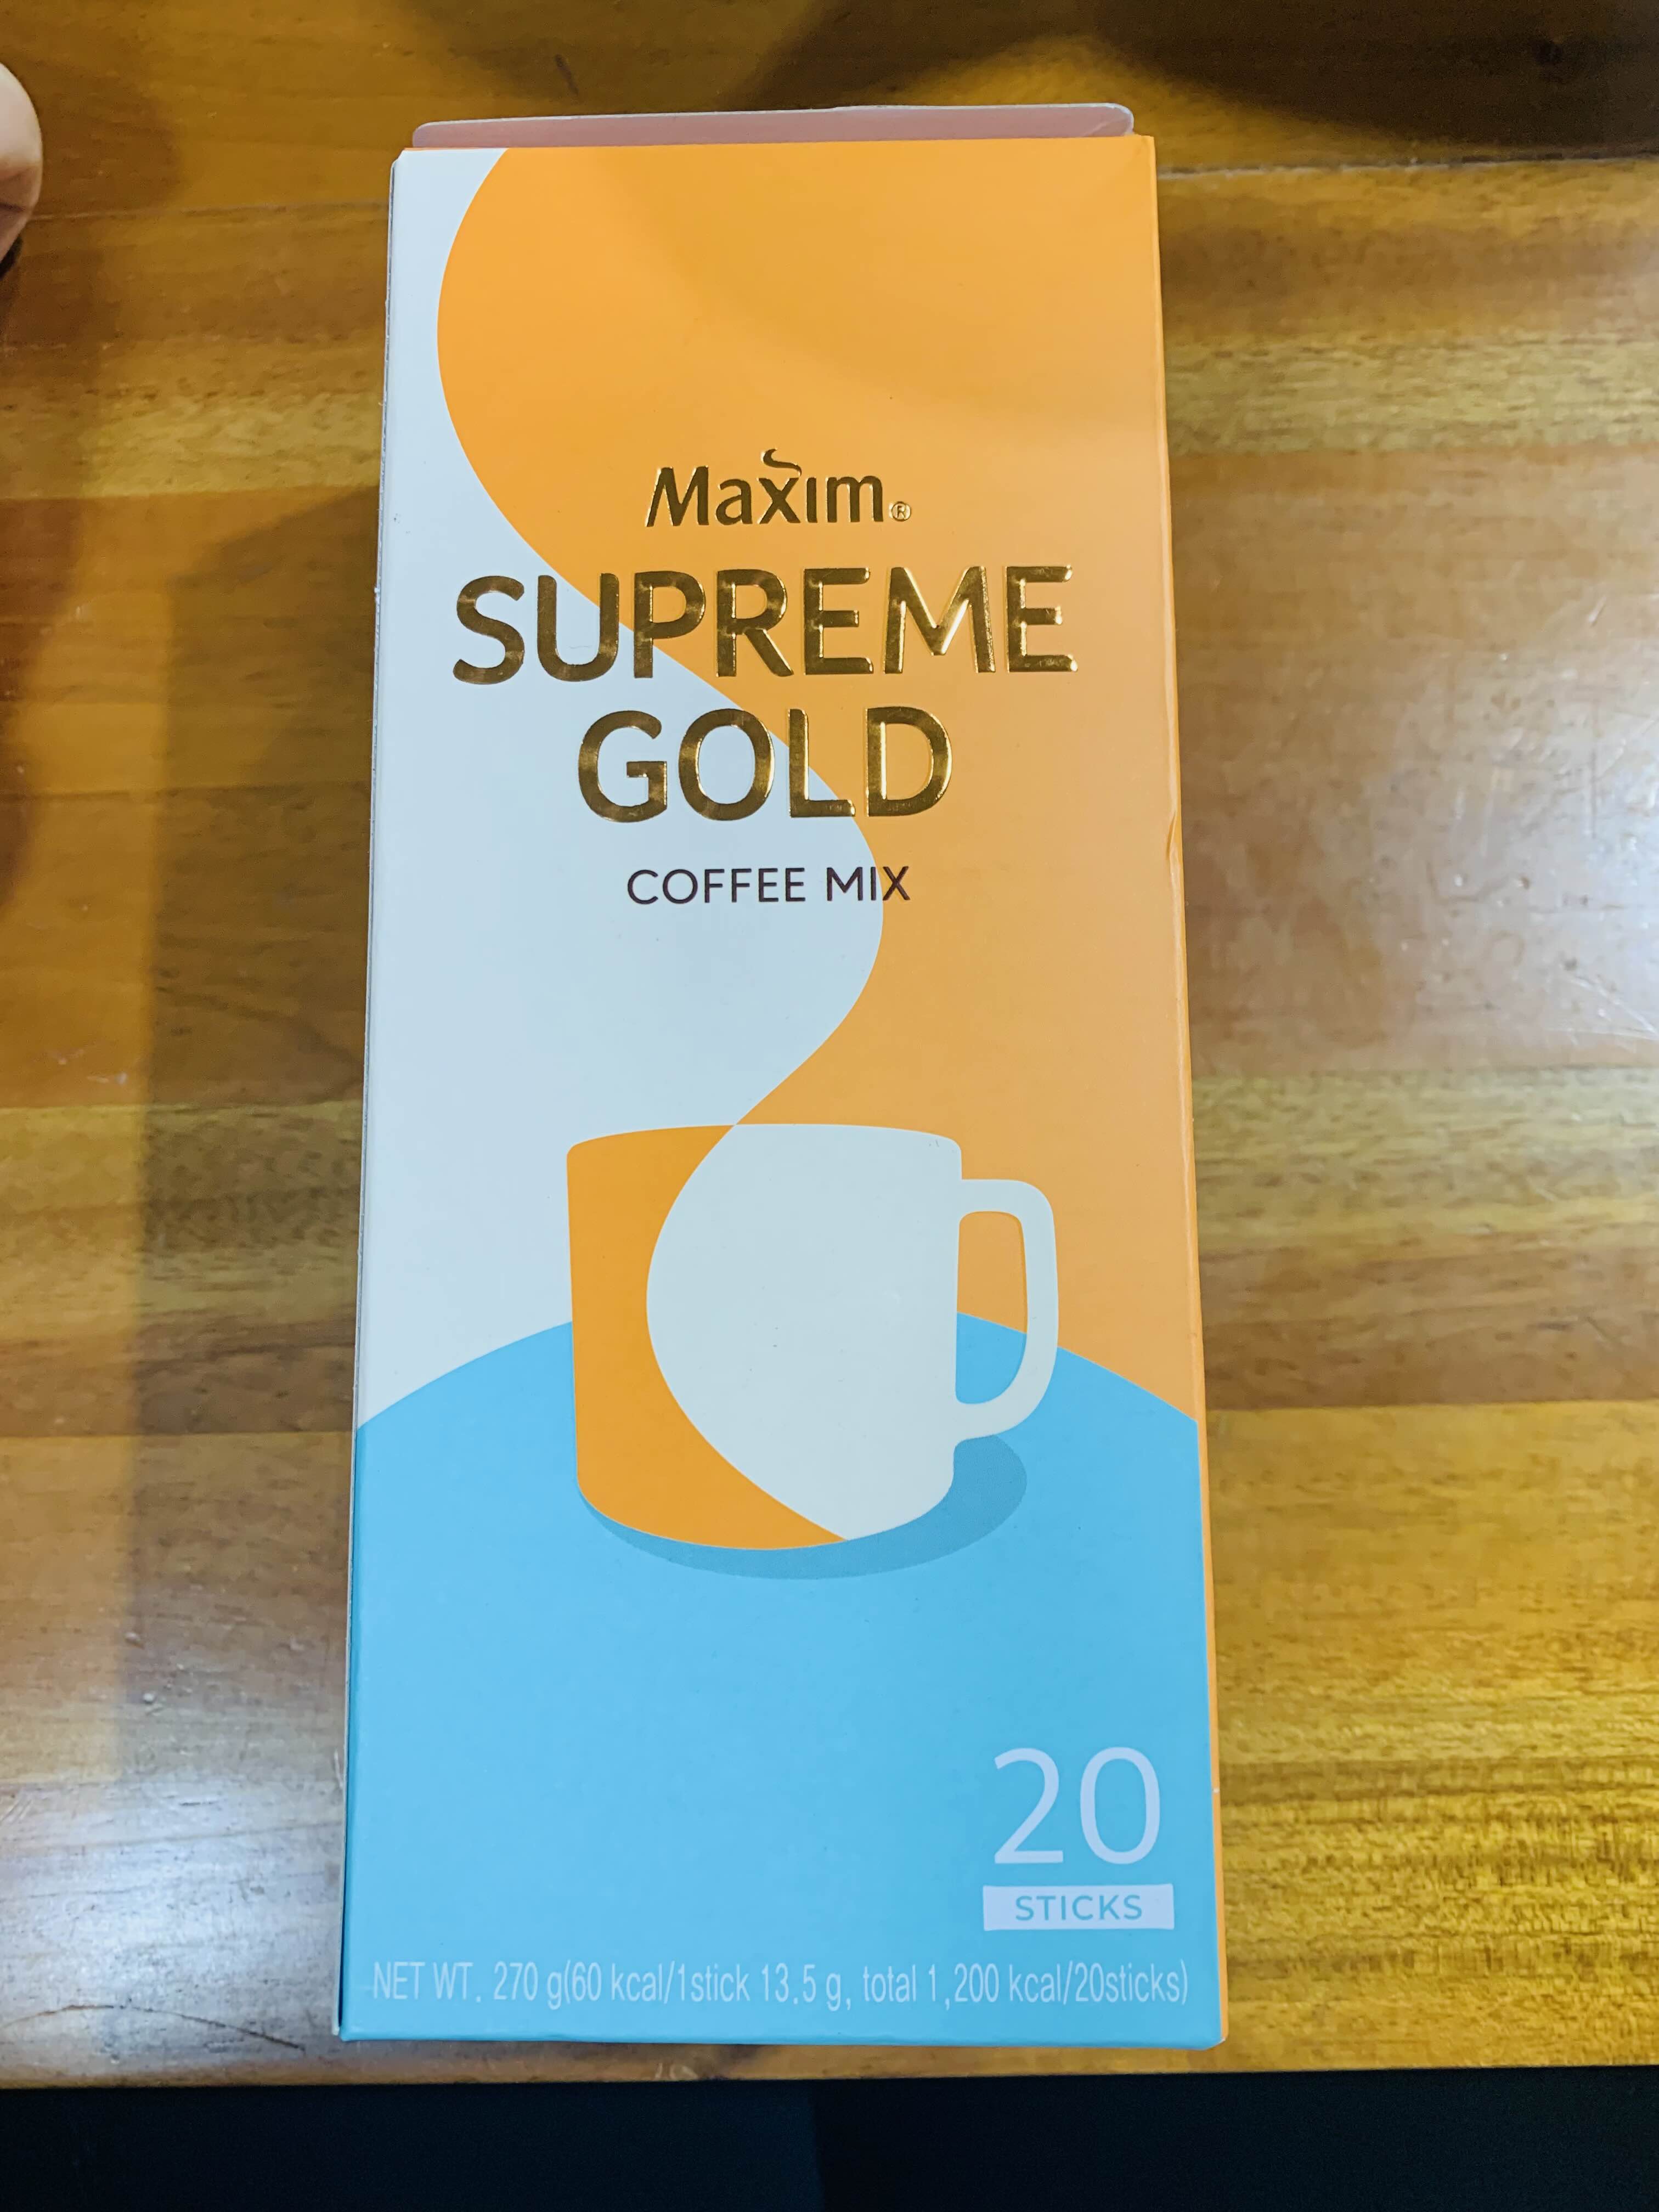 Maxim®
SUPREME
GOLD
COFFEE MIX
20
STICKS
NET WT. 270 g(60 kcal/1stick 13.5 g, total 1,200 kcal/20sticks)